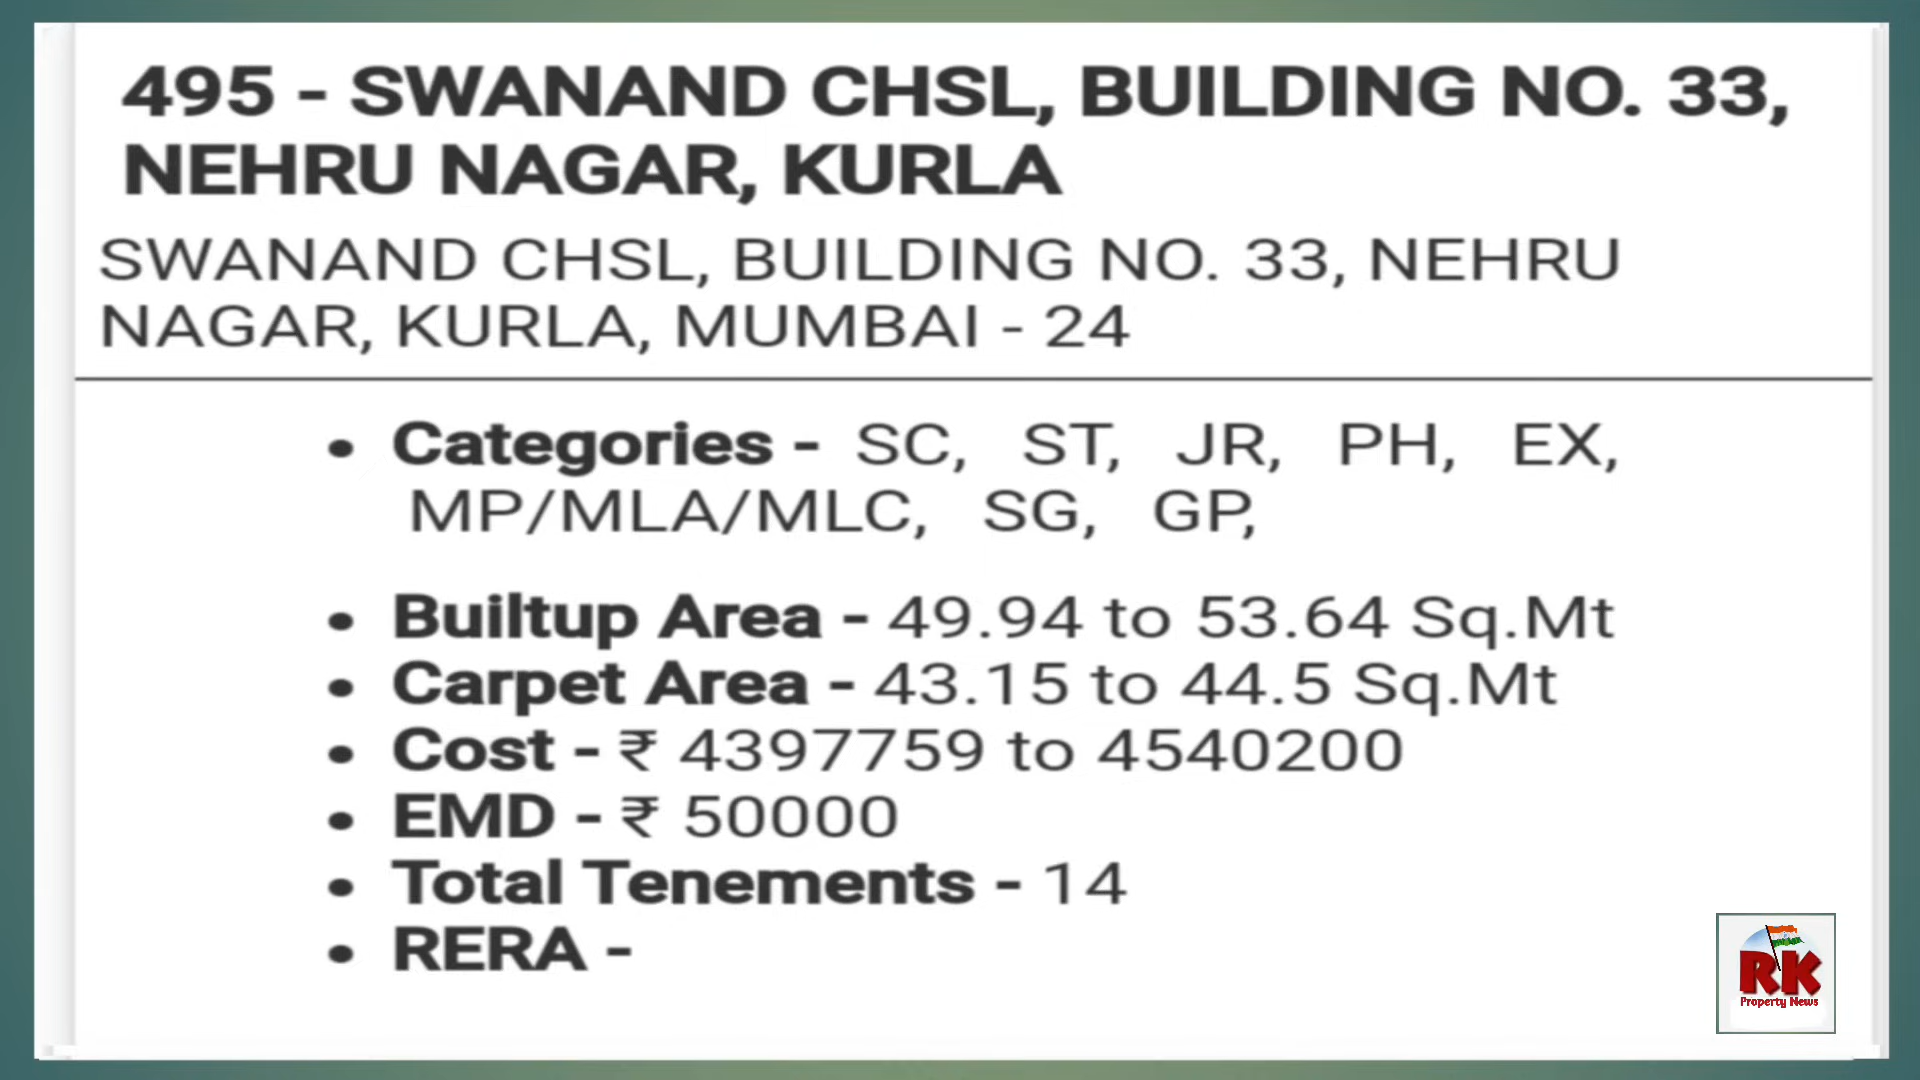 495 - SWANAND CHSL, BUILDING NO. 33,
NEHRU NAGAR, KURLA
SWANAND CHSL, BUILDING NO. 33, NEHRU
NAGAR, KURLA, MUMBAI - 24
• Categories - SC, ST, JR, PH, EX,
MP/MLA/MLC, SG, GP,
• Builtup Area - 49.94 to 53.64 Sq.Mt
• Carpet Area - 43.15 to 44.5 Sq.Mt
• Cost - ₹ 4397759 to 4540200
• EMD - ₹ 50000
• Total Tenements - 14
• RERA -
RK
Property News